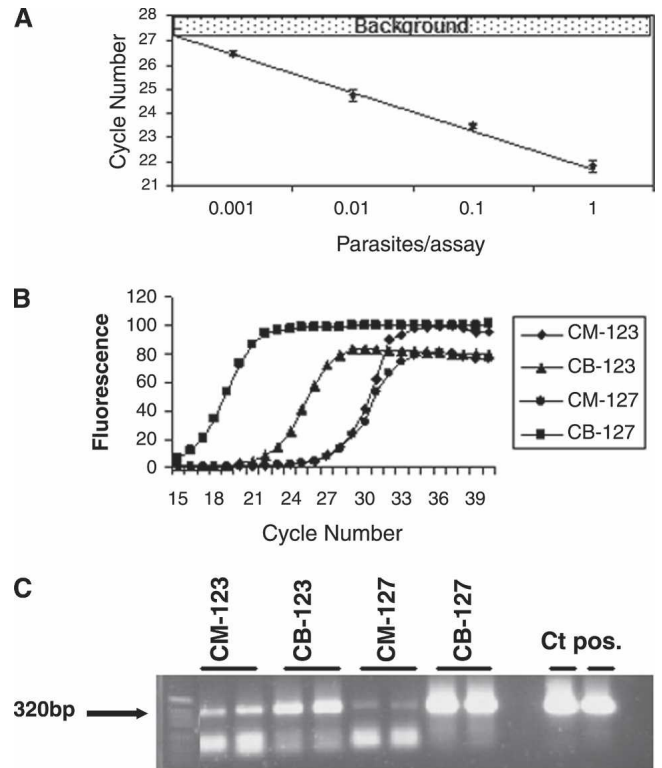 A
28
27
26
25
24
23
22
21
Cycle Number
Background
0.001 0.01 0.1 1
Parasites/assay
B
120
100
80
60
40
20
0
Fluorescence
15 18 21 24 27 30 33 36 39
Cycle Number
CM-123
CB-123
CM-127
CB-127
C
CM-123
CB-123
CM-127
CB-127
Ct pos.
320bp